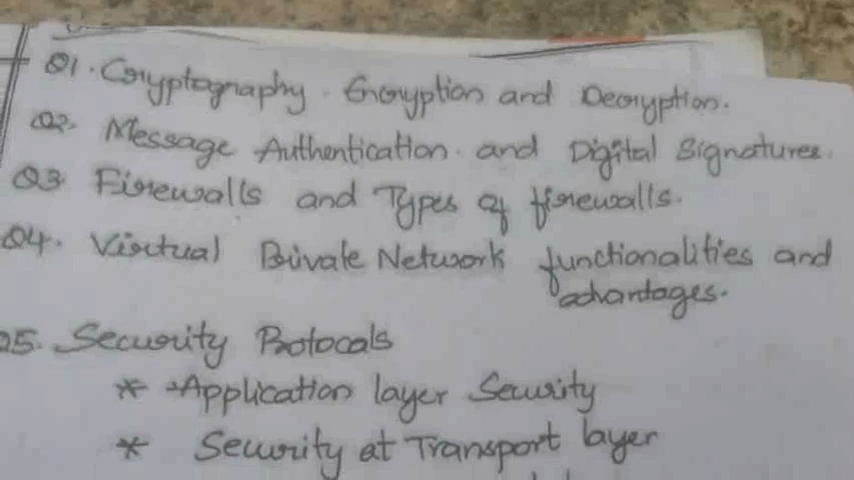 Q1. Cryptography. Encryption and Decryption.
Q2. Message Authentication. and Digital Signatures.
Q3 Firewalls and Types of firewalls.
Q4. Virtual Private Network functionalities and
advantages.
Q5. Security Protocals
* Application layer Security
* Security at Transport layer